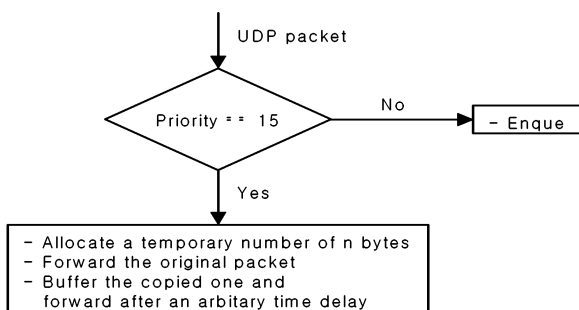 UDP packet
Priority == 15
No
- Enque
Yes
- Allocate a temporary number of n bytes
- Forward the original packet
- Buffer the copied one and
forward after an arbitary time delay